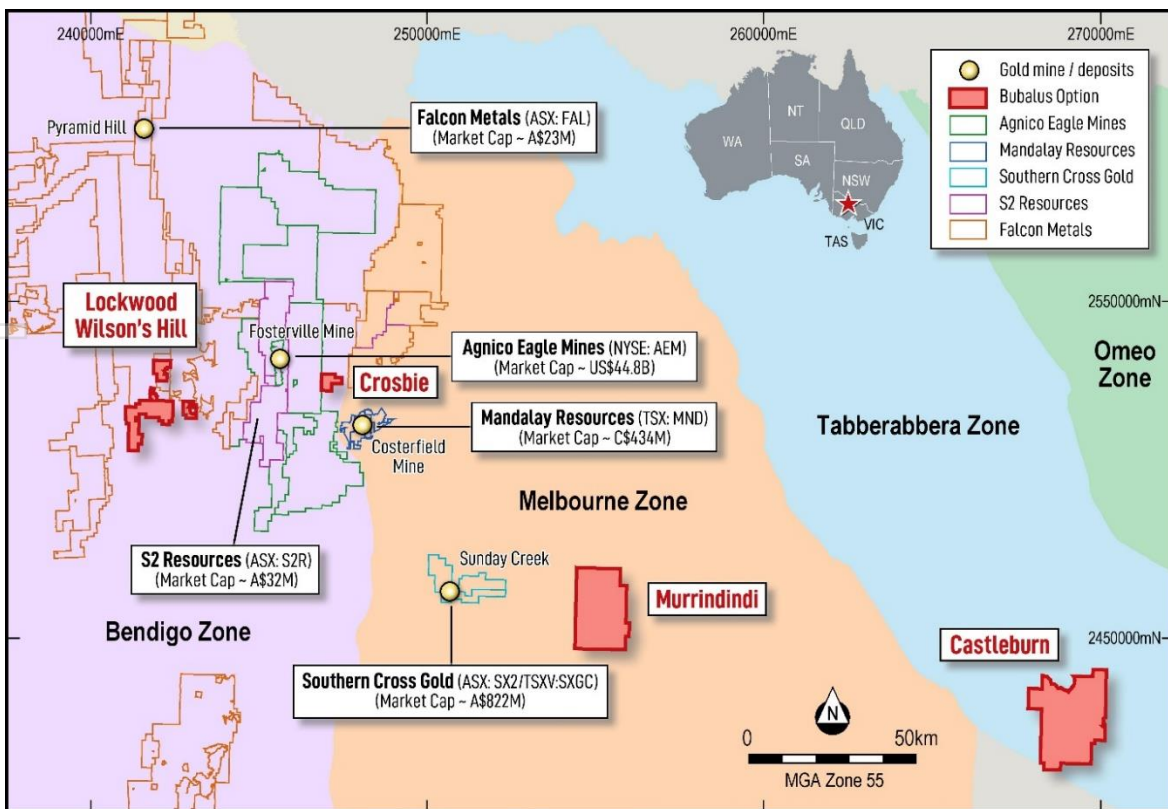 240000mE
250000mE
260000mE
270000mE
Pyramid Hill
Falcon Metals (ASX: FAL)
(Market Cap ~ A$23M)
NT
QLD
WA
SA
NSW
VIC
TAS
Gold mine / deposits
Bubalus Option
Agnico Eagle Mines
Mandalay Resources
Southern Cross Gold
S2 Resources
Falcon Metals
2550000mN
Lockwood
Wilson's Hill
Fosterville Mine
Agnico Eagle Mines (NYSE: AEM)
(Market Cap ~ US$44.8B)
Crosbie
Omeo
Zone
Mandalay Resources (TSX: MND)
(Market Cap ~ C$434M)
Costerfield
Mine
Tabberabbera Zone
Melbourne Zone
S2 Resources (ASX: S2R)
(Market Cap ~ A$32M)
Sunday Creek
Murrindindi
Bendigo Zone
2450000mN
Castleburn
Southern Cross Gold (ASX: SX2/TSXV:SXGC)
(Market Cap ~ A$822M)
N
0
50km
MGA Zone 55